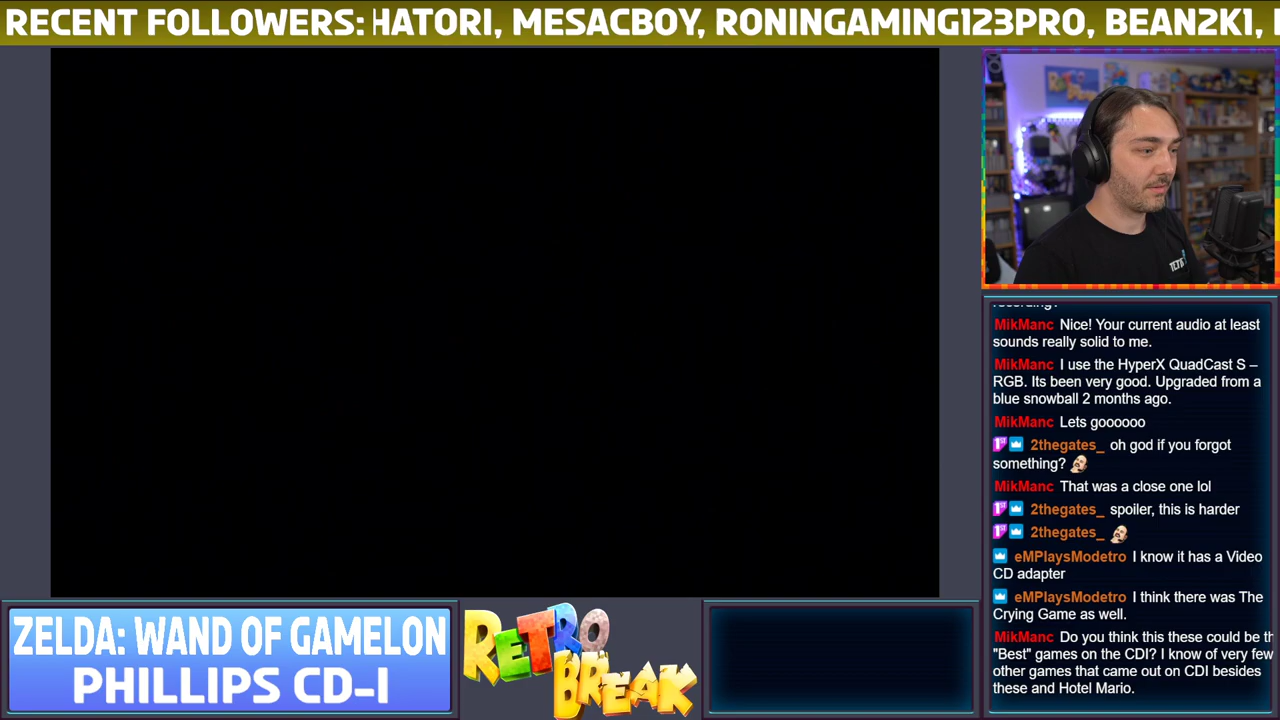 RECENT FOLLOWERS: HATORI, MESACBOY, RONINGAMING123PRO, BEAN2K1,
MikManc Nice! Your current audio at least
sounds really solid to me.
MikManc I use the HyperX QuadCast S –
RGB. Its been very good. Upgraded from a
blue snowball 2 months ago.
MikManc Lets goooooo
2thegates_ oh god if you forgot
something?
MikManc That was a close one lol
2thegates_ spoiler, this is harder
2thegates_
eMPlaysModetro I know it has a Video
CD adapter
eMPlaysModetro I think there was The
Crying Game as well.
MikManc Do you think this these could be th
"Best" games on the CDI? I know of very few
other games that came out on CDI besides
these and Hotel Mario.
ZELDA: WAND OF GAMELON
PHILLIPS CD-I
RETRO
BREAK